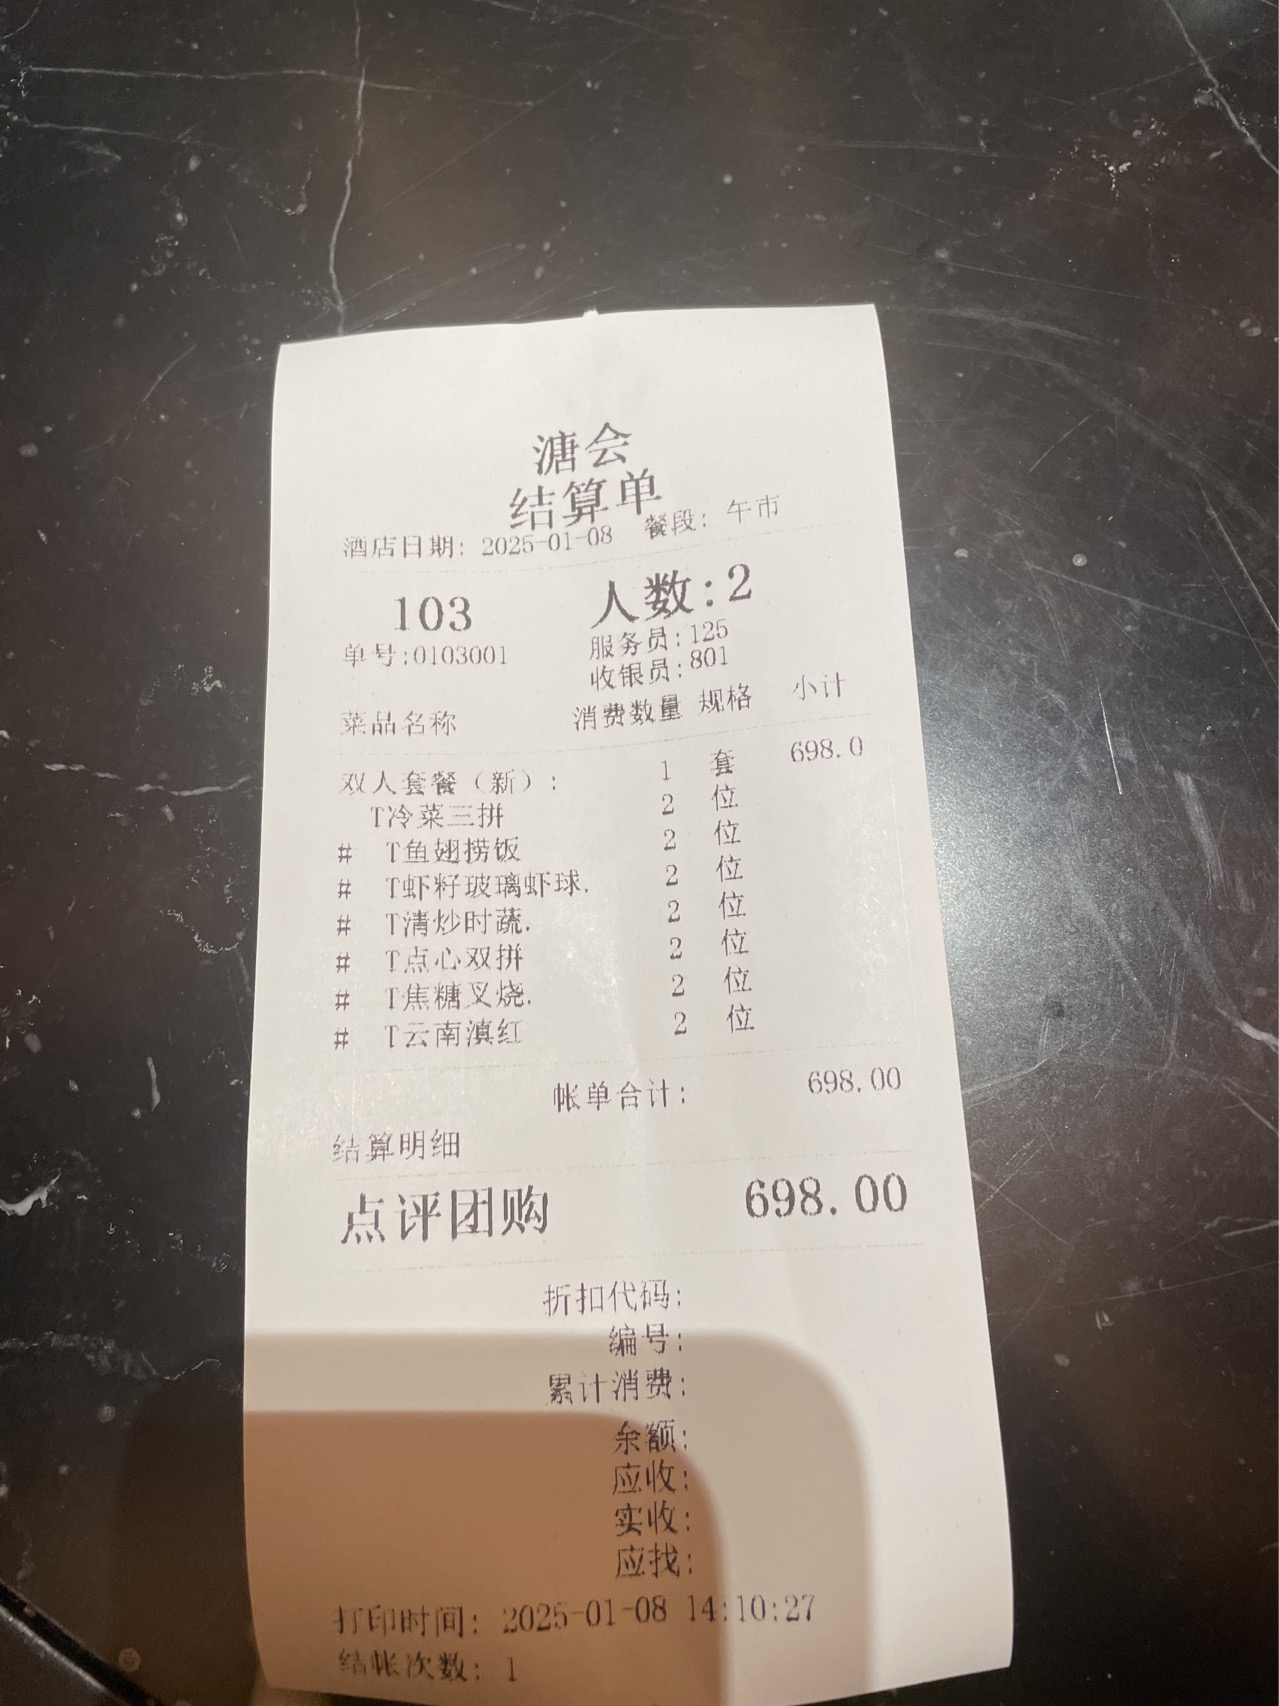 溏会
结算单
酒店日期: 2025-01-08 餐段: 午市
103 人数:2
单号:0103001 服务员:125
收银员:801
菜品名称 消费数量 规格 小计
双人套餐（新）: 1 套 698.0
T冷菜三拼 2 位
# T鱼翅捞饭 2 位
# T虾籽玻璃虾球. 2 位
# T清炒时蔬. 2 位
# T点心双拼 2 位
# T焦糖叉烧. 2 位
# T云南滇红 2 位
帐单合计: 698.00
结算明细
点评团购 698.00
折扣代码:
编号:
累计消费:
余额:
应收:
实收:
应找:
打印时间: 2025-01-08 14:10:27
结帐次数: 1